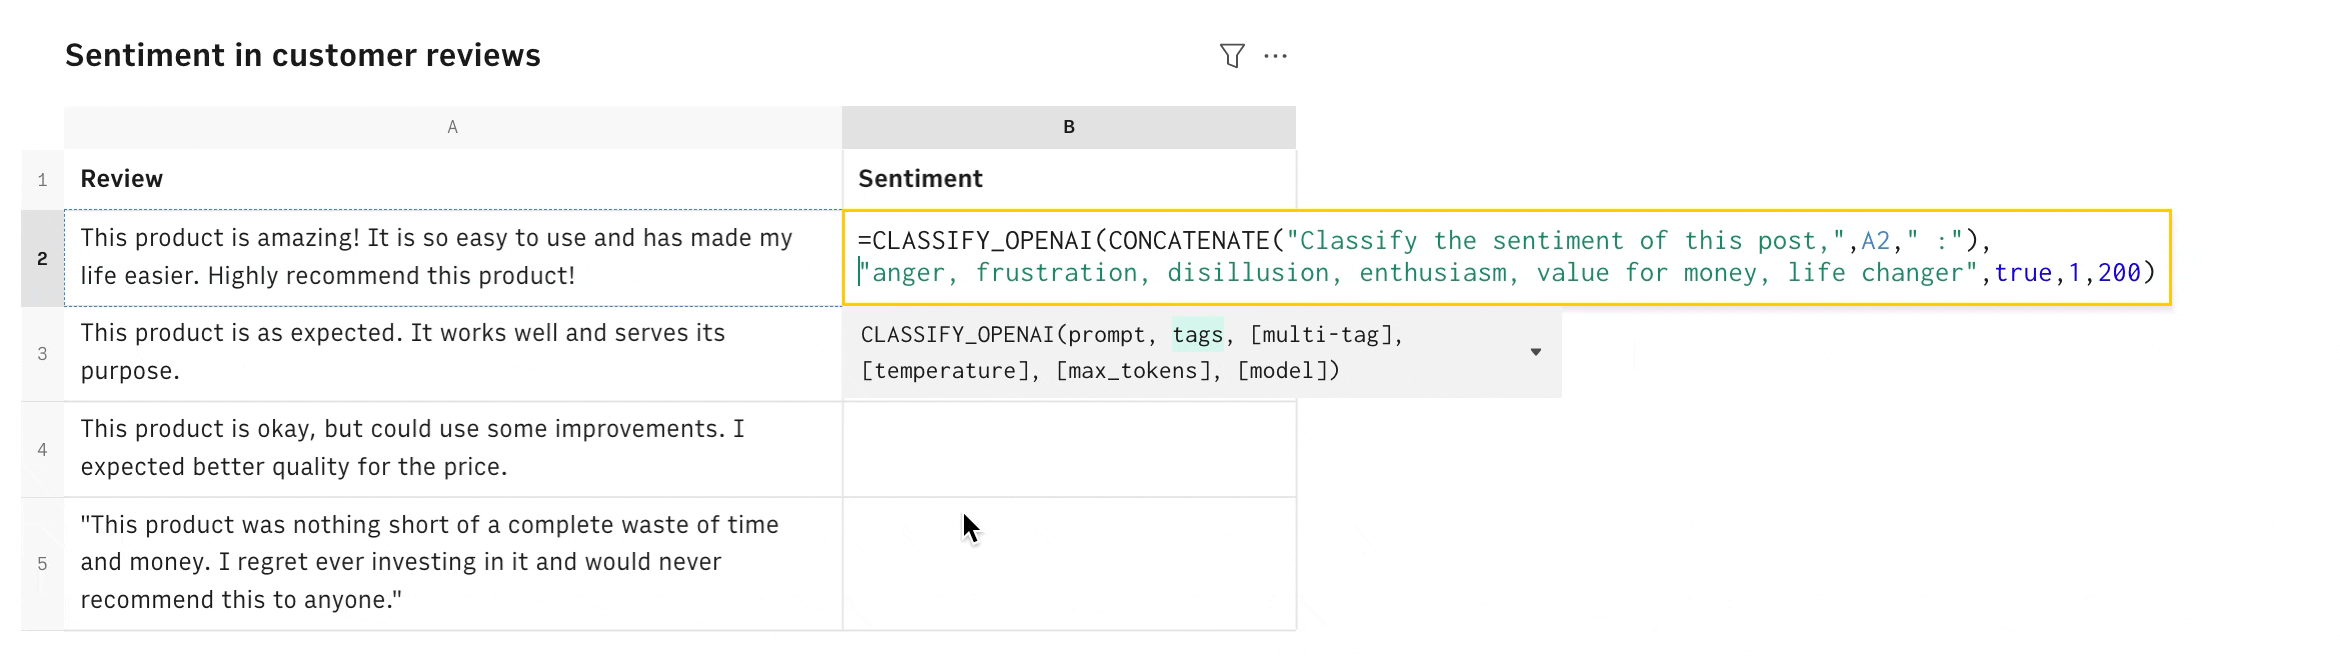 Sentiment in customer reviews
A
B
1
Review
Sentiment
2
This product is amazing! It is so easy to use and has made my
life easier. Highly recommend this product!
=CLASSIFY_OPENAI(CONCATENATE("Classify the sentiment of this post,",A2," :"),
"anger, frustration, disillusion, enthusiasm, value for money, life changer",true,1,200)
3
This product is as expected. It works well and serves its
purpose.
CLASSIFY_OPENAI(prompt, tags, [multi-tag],
[temperature], [max_tokens], [model])
4
This product is okay, but could use some improvements. I
expected better quality for the price.
5
"This product was nothing short of a complete waste of time
and money. I regret ever investing in it and would never
recommend this to anyone."